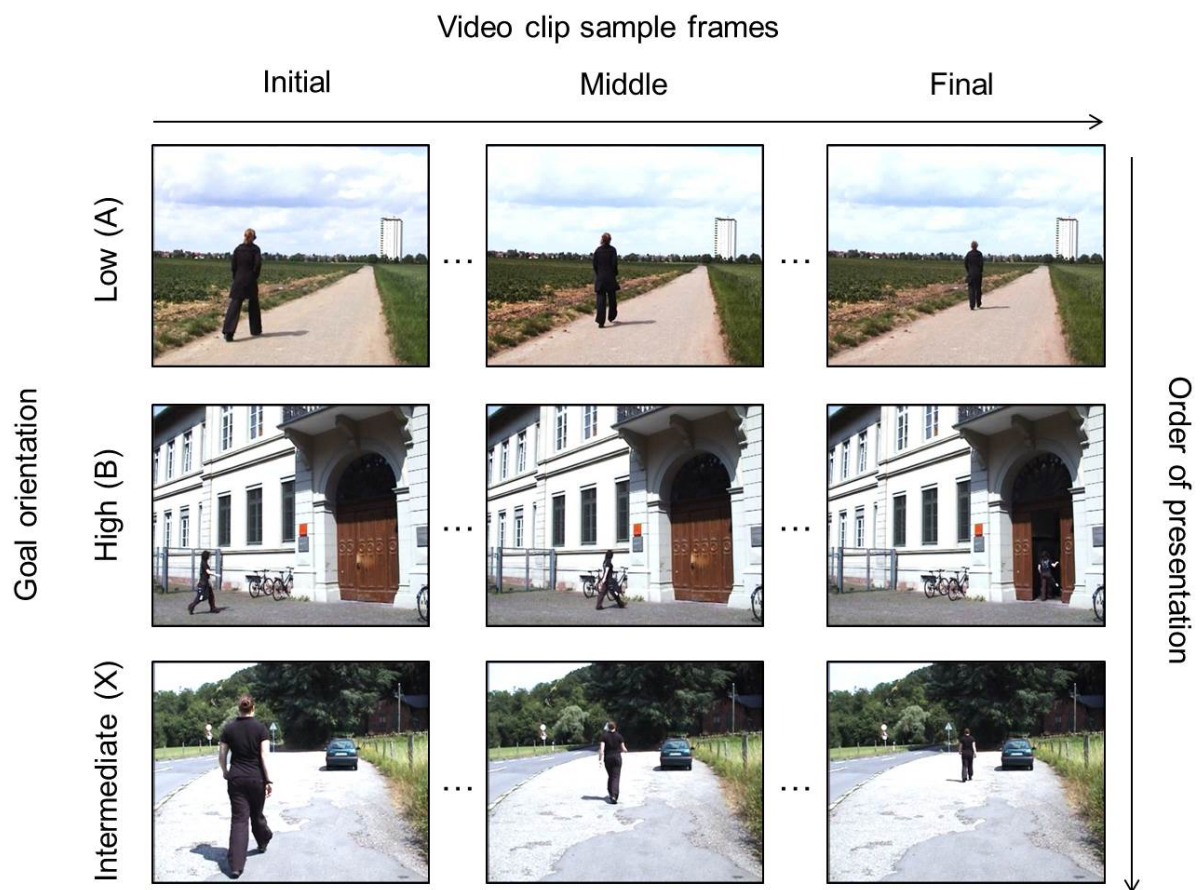 Video clip sample frames
Initial
Middle
Final
Goal orientation
Low (A)
...
...
High (B)
...
...
Intermediate (X)
...
...
Order of presentation